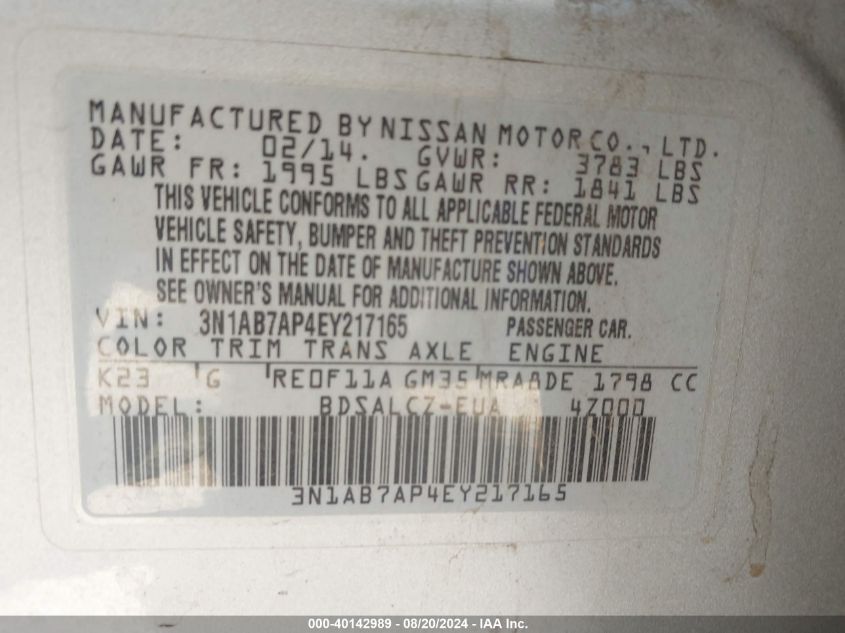 MANUFACTURED BY NISSAN MOTOR CO., LTD.
DATE: 02/14. GVWR: 3783 LBS
GAWR FR: 1995 LBS GAWR RR: 1841 LBS
THIS VEHICLE CONFORMS TO ALL APPLICABLE FEDERAL MOTOR
VEHICLE SAFETY, BUMPER AND THEFT PREVENTION STANDARDS
IN EFFECT ON THE DATE OF MANUFACTURE SHOWN ABOVE.
SEE OWNER'S MANUAL FOR ADDITIONAL INFORMATION.
VIN: 3N1AB7AP4EY217165 PASSENGER CAR.
COLOR TRIM TRANS AXLE ENGINE
K23 G RE0F11A GM35 MRA8DE 1798 CC
MODEL: BDSALCZ-EUA 4Z000
3N1AB7AP4EY217165
000-40142989 - 08/20/2024 - IAA Inc.